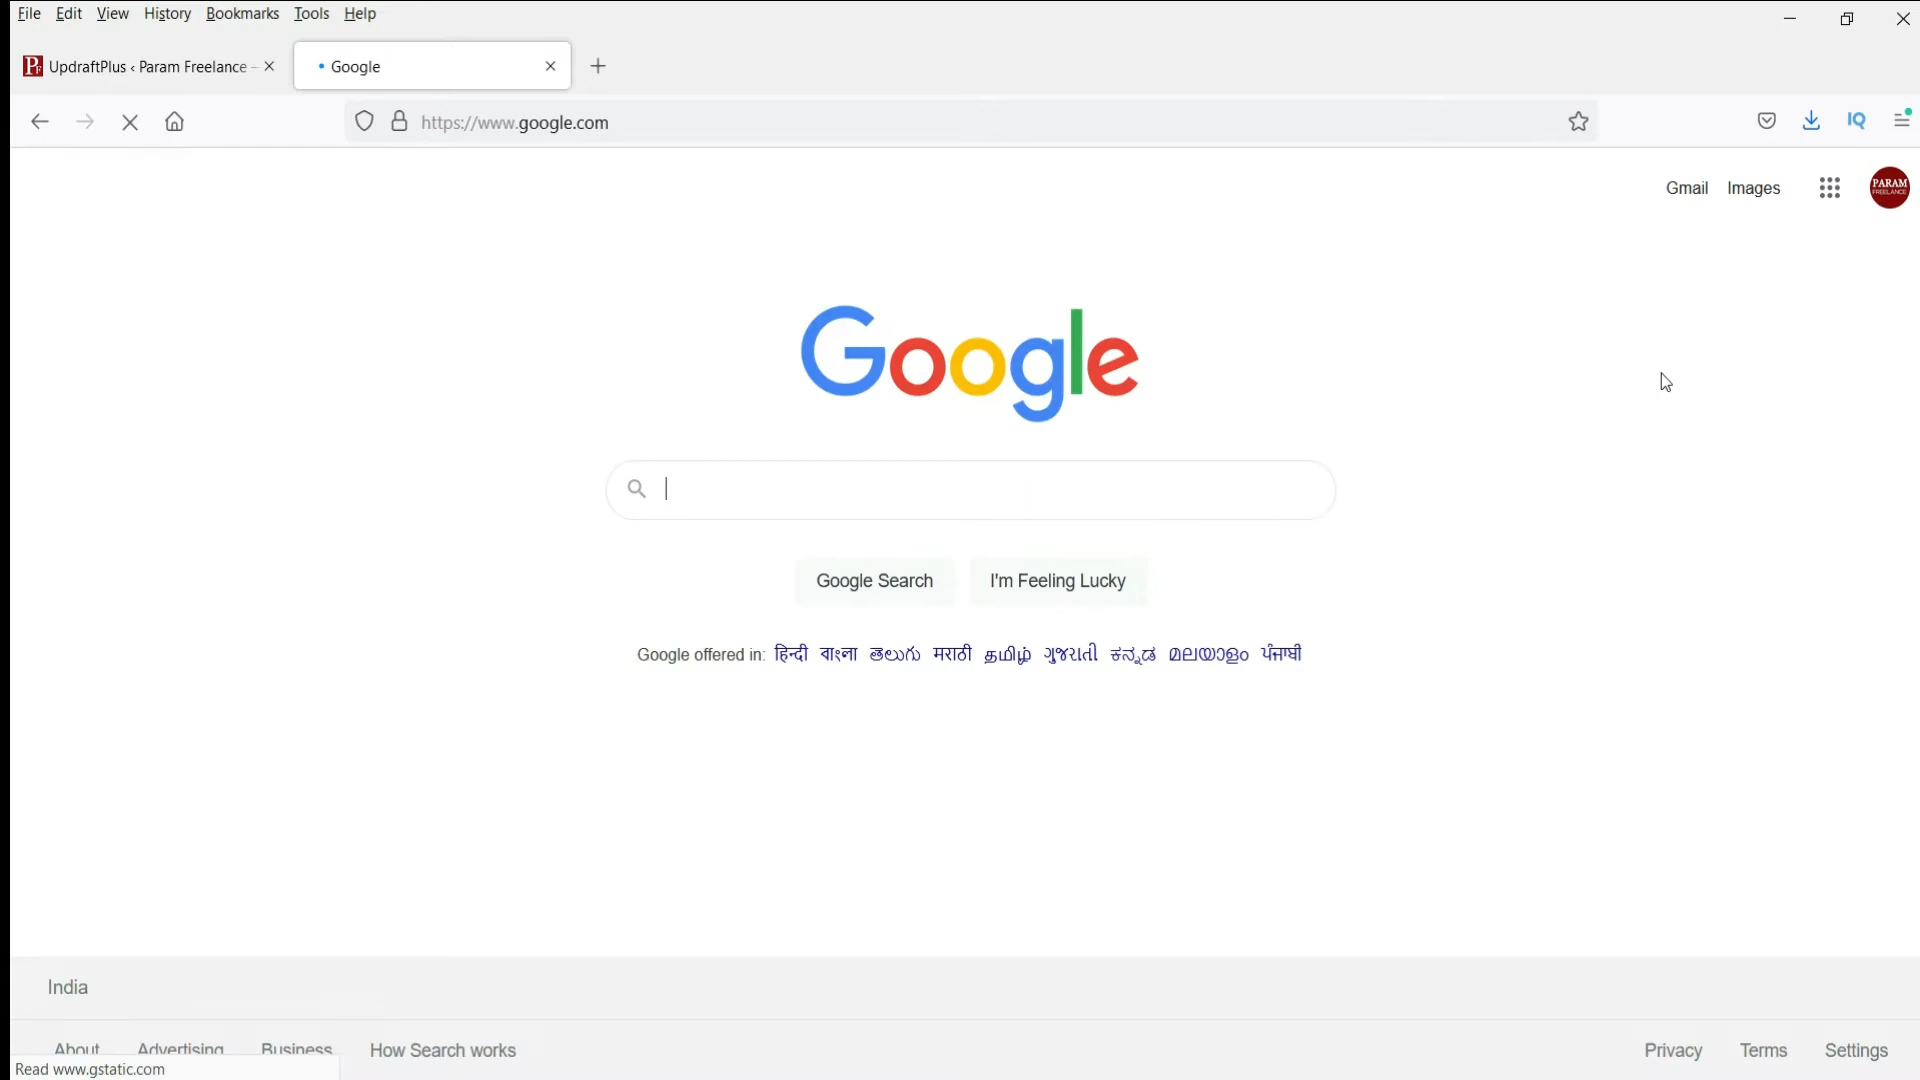 File Edit View History Bookmarks Tools Help
UpdraftPlus ‹ Param Freelance –
Google
https://www.google.com
IQ
Gmail Images
PARAM
FREELANCE
Google
Google Search I'm Feeling Lucky
Google offered in: हिन्दी বাংলা తెలుగు मराठी தமிழ் ગુજરાતી ಕನ್ನಡ മലയാളം ਪੰਜਾਬੀ
India
About Advertising Business How Search works Privacy Terms Settings
Read www.gstatic.com